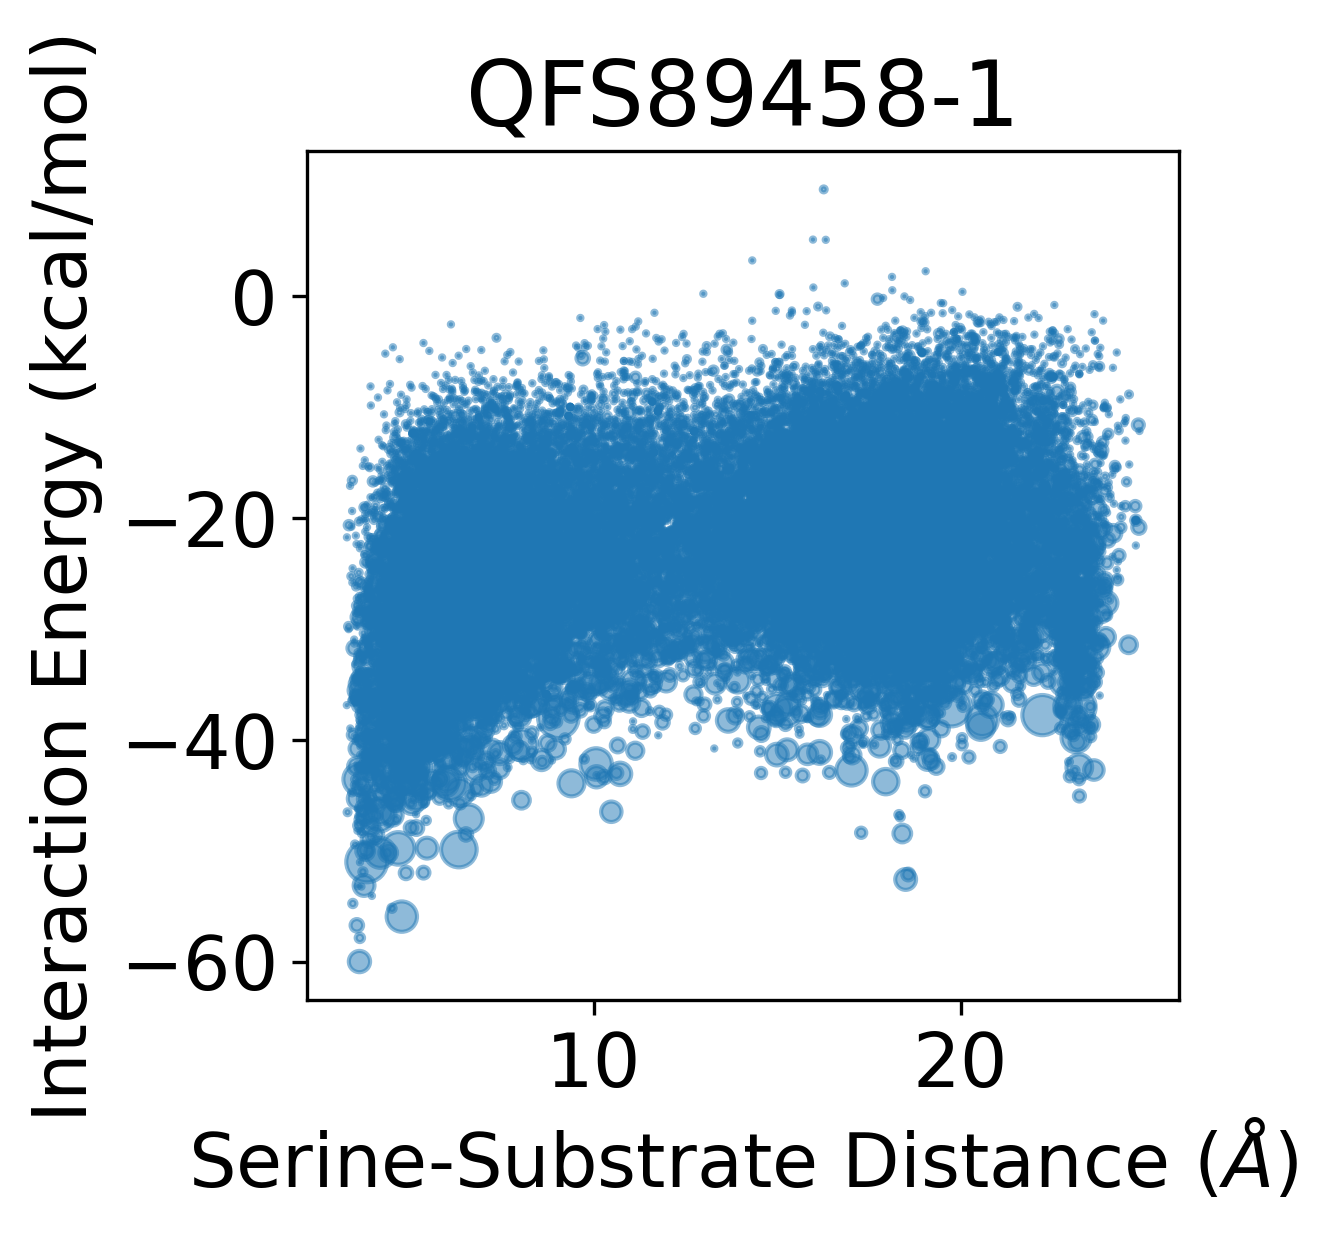 QFS89458-1
Interaction Energy (kcal/mol)
0
−20
−40
−60
10 20
Serine-Substrate Distance (Å)